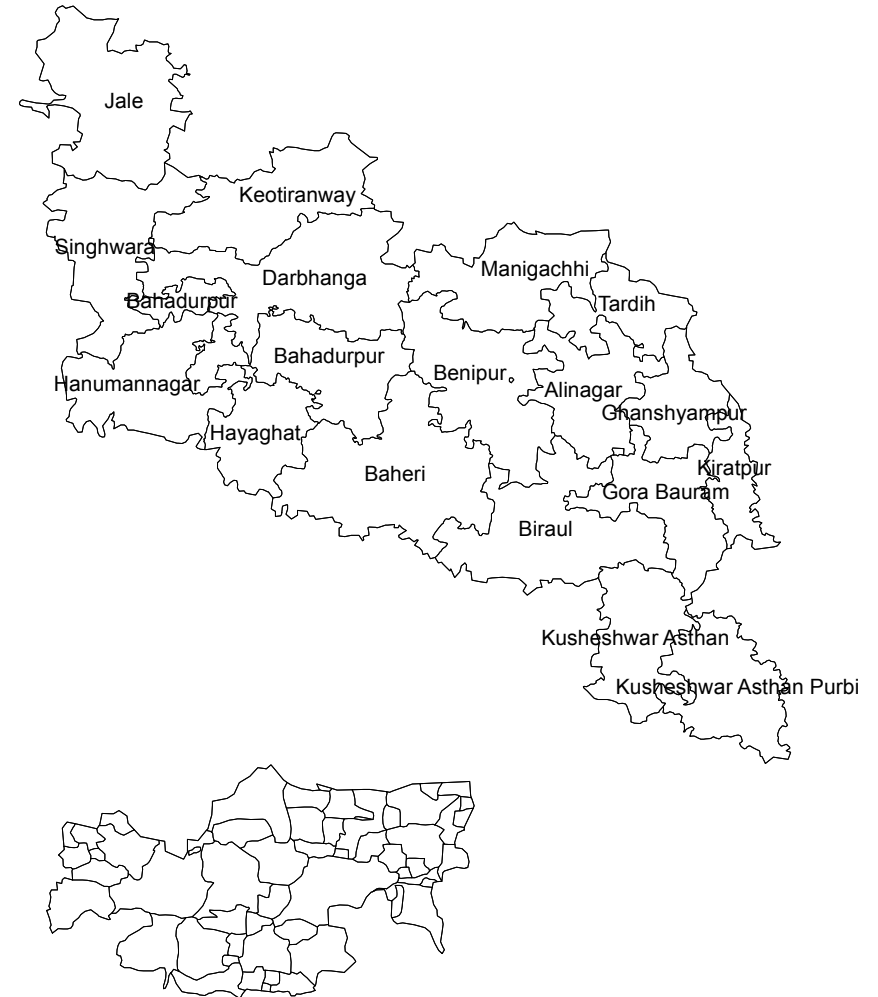 Jale
Keotiranway
Singhwara
Manigachhi
Darbhanga
Bahadurpur
Tardih
Bahadurpur
Benipur
Hanumannagar
Alinagar
Ghanshyampur
Hayaghat
Kiratpur
Baheri
Gora Bauram
Biraul
Kusheshwar Asthan
Kusheshwar Asthan Purbi